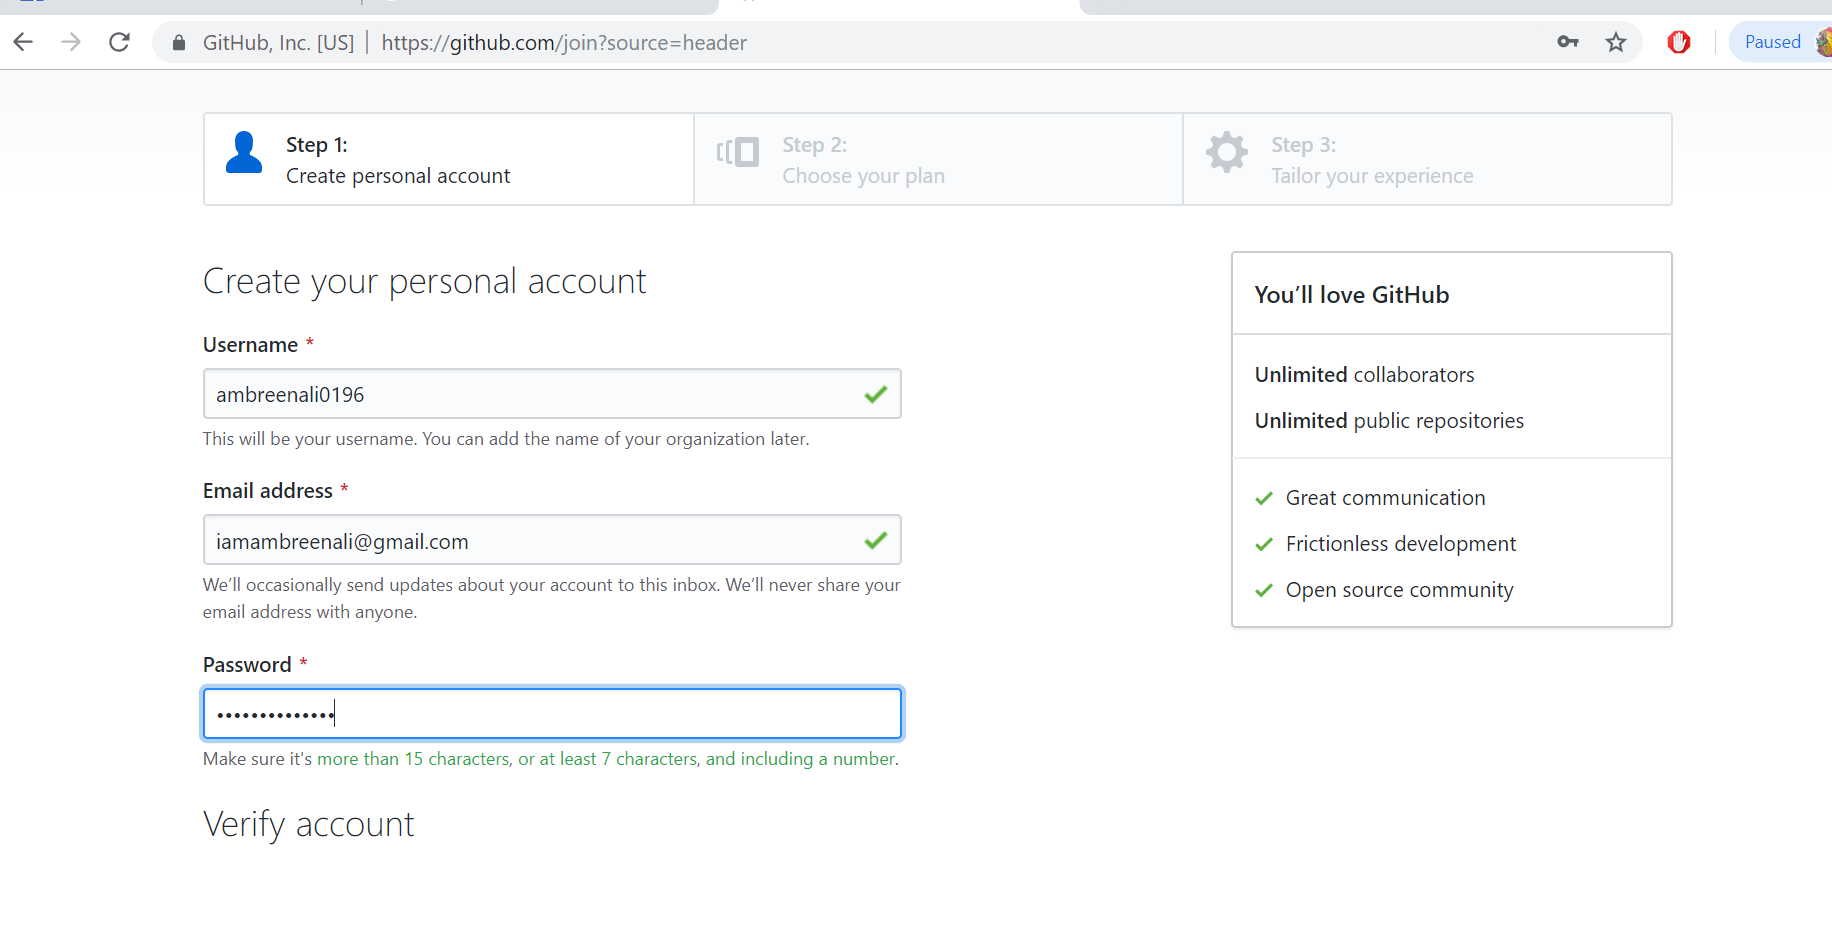 GitHub, Inc. [US] | https://github.com/join?source=header
Paused
Step 1:
Create personal account
Step 2:
Choose your plan
Step 3:
Tailor your experience
Create your personal account
Username *
ambreenali0196
This will be your username. You can add the name of your organization later.
Email address *
iamambreenali@gmail.com
We’ll occasionally send updates about your account to this inbox. We’ll never share your
email address with anyone.
Password *
••••••••••••••
Make sure it's more than 15 characters, or at least 7 characters, and including a number.
Verify account
You’ll love GitHub
Unlimited collaborators
Unlimited public repositories
Great communication
Frictionless development
Open source community